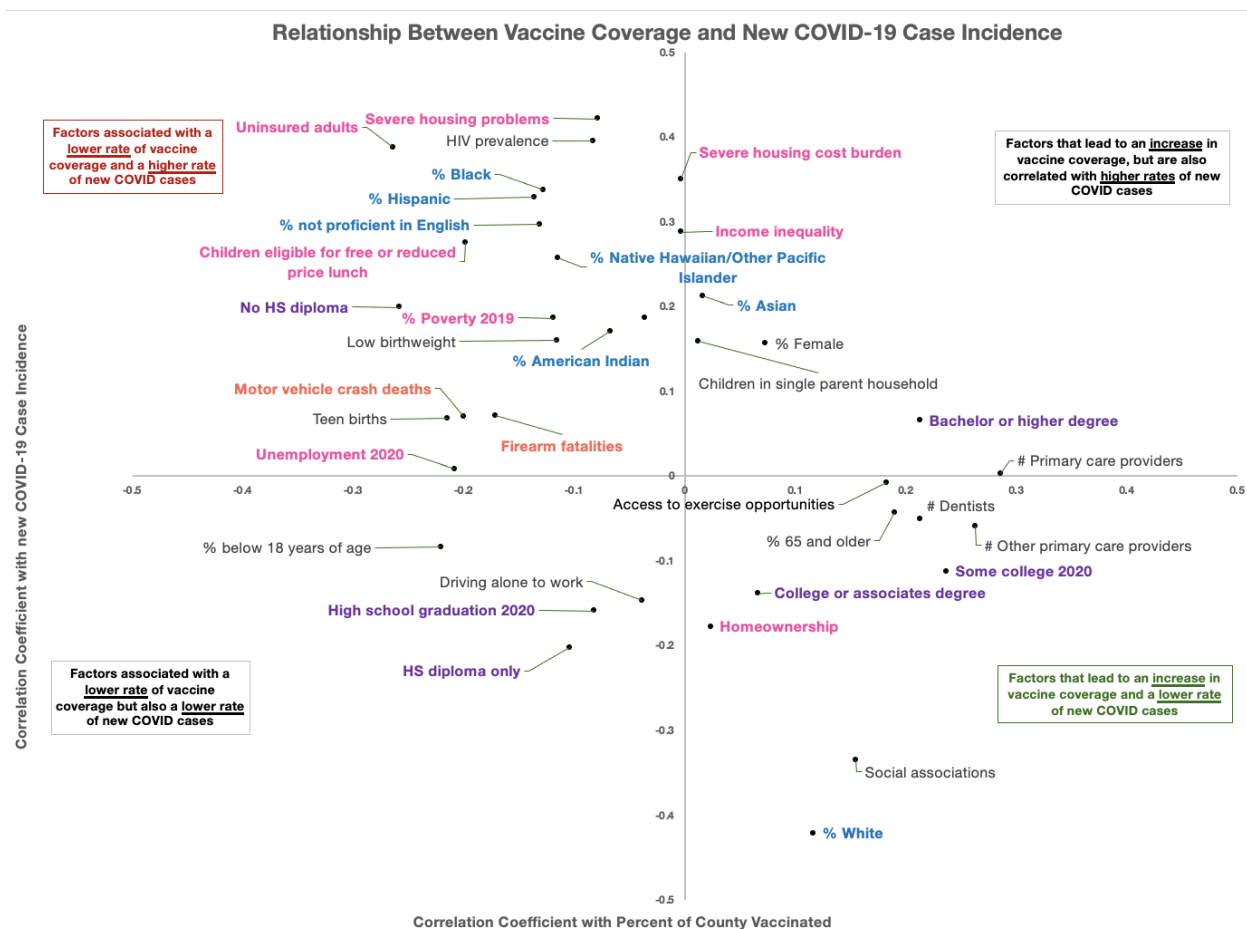 Relationship Between Vaccine Coverage and New COVID-19 Case Incidence
0.5
Factors associated with a
lower rate of vaccine
coverage and a higher rate
of new COVID cases
Uninsured adults
Severe housing problems
HIV prevalence
0.4
Factors that lead to an increase in
vaccine coverage, but are also
correlated with higher rates of new
COVID cases
Severe housing cost burden
% Black
% Hispanic
0.3
% not proficient in English
Income inequality
Children eligible for free or reduced
price lunch
% Native Hawaiian/Other Pacific
Islander
No HS diploma
0.2
% Asian
% Poverty 2019
Low birthweight
% American Indian
% Female
Children in single parent household
0.1
Motor vehicle crash deaths
Teen births
Firearm fatalities
Bachelor or higher degree
Unemployment 2020
# Primary care providers
0
-0.5
-0.4
-0.3
-0.2
-0.1
0
0.1
0.2
0.3
0.4
0.5
Access to exercise opportunities
# Dentists
% 65 and older
# Other primary care providers
% below 18 years of age
-0.1
Some college 2020
Driving alone to work
College or associates degree
High school graduation 2020
Homeownership
-0.2
HS diploma only
Factors associated with a
lower rate of vaccine
coverage but also a lower rate
of new COVID cases
Factors that lead to an increase in
vaccine coverage and a lower rate
of new COVID cases
-0.3
Social associations
-0.4
% White
-0.5
Correlation Coefficient with new COVID-19 Case Incidence
Correlation Coefficient with Percent of County Vaccinated